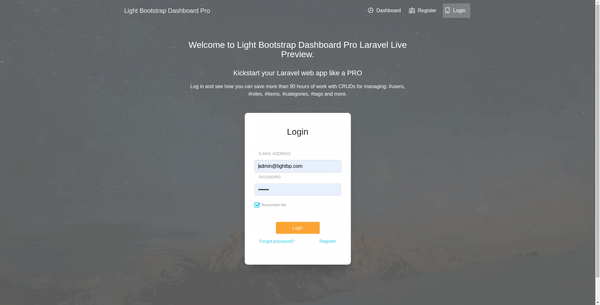 Light Bootstrap Dashboard Pro
Dashboard
Register
Login
Welcome to Light Bootstrap Dashboard Pro Laravel Live
Preview.
Kickstart your Laravel web app like a PRO
Log in and see how you can save more than 90 hours of work with CRUDs for managing: #users,
#roles, #items, #categories, #tags and more.
Login
E-MAIL ADDRESS
admin@lightbp.com
PASSWORD
••••••
Remember Me
Login
Forgot password?
Register